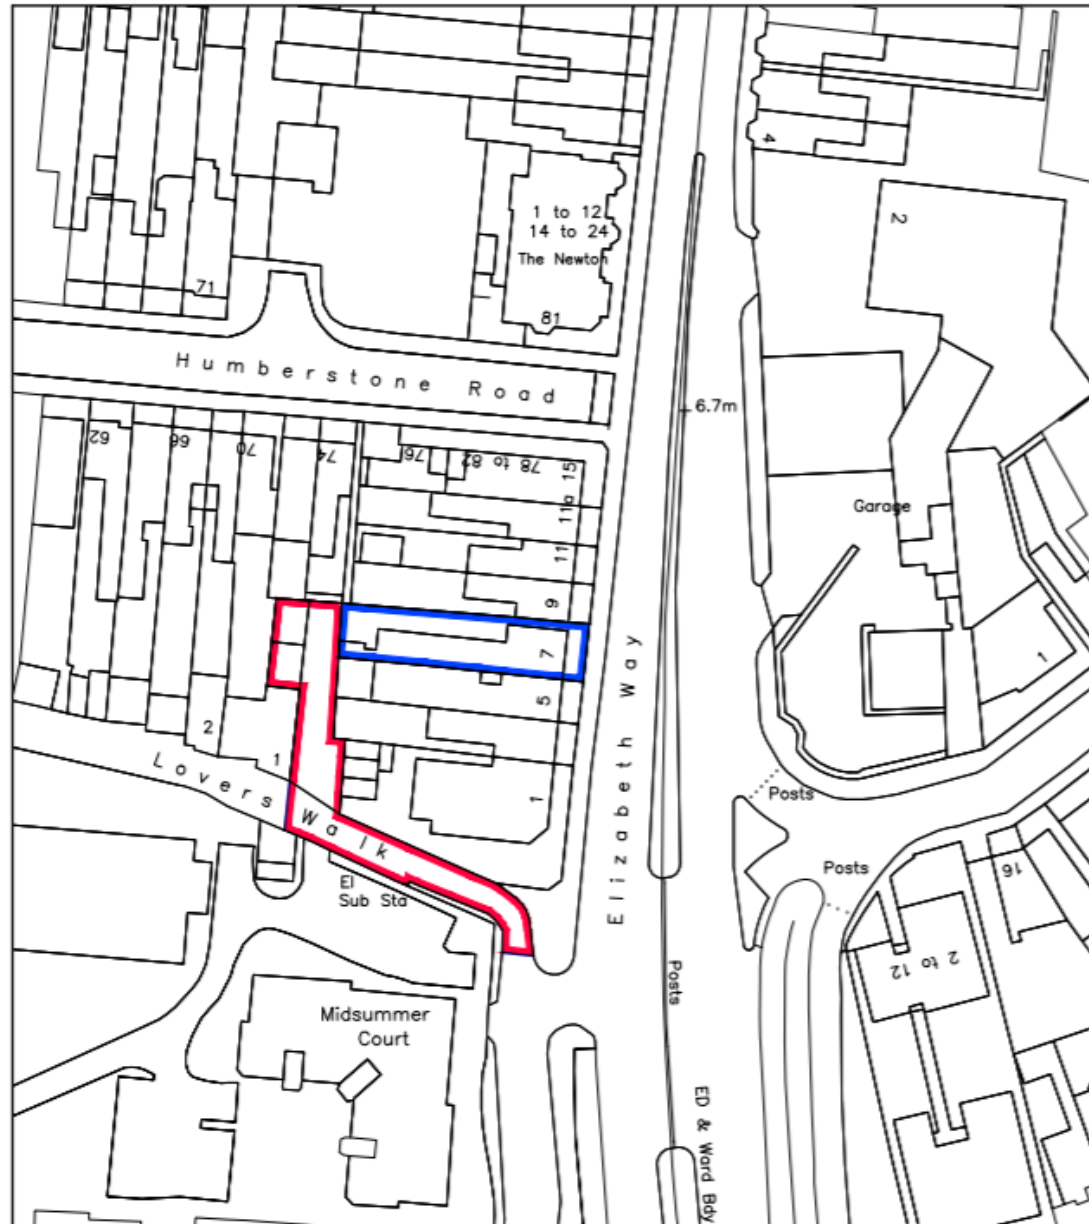 4
1 to 12
14 to 24
The Newton
2
71
81
Humberstone Road
6.7m
62
66
70
74
76
78 to 82
15
11a
11
Garage
9
7
1
5
2
1
1
Elizabeth Way
Lovers Walk
Posts
Posts
El
Sub Sta
16
2 to 12
Posts
Midsummer
Court
ED & Ward Bdy